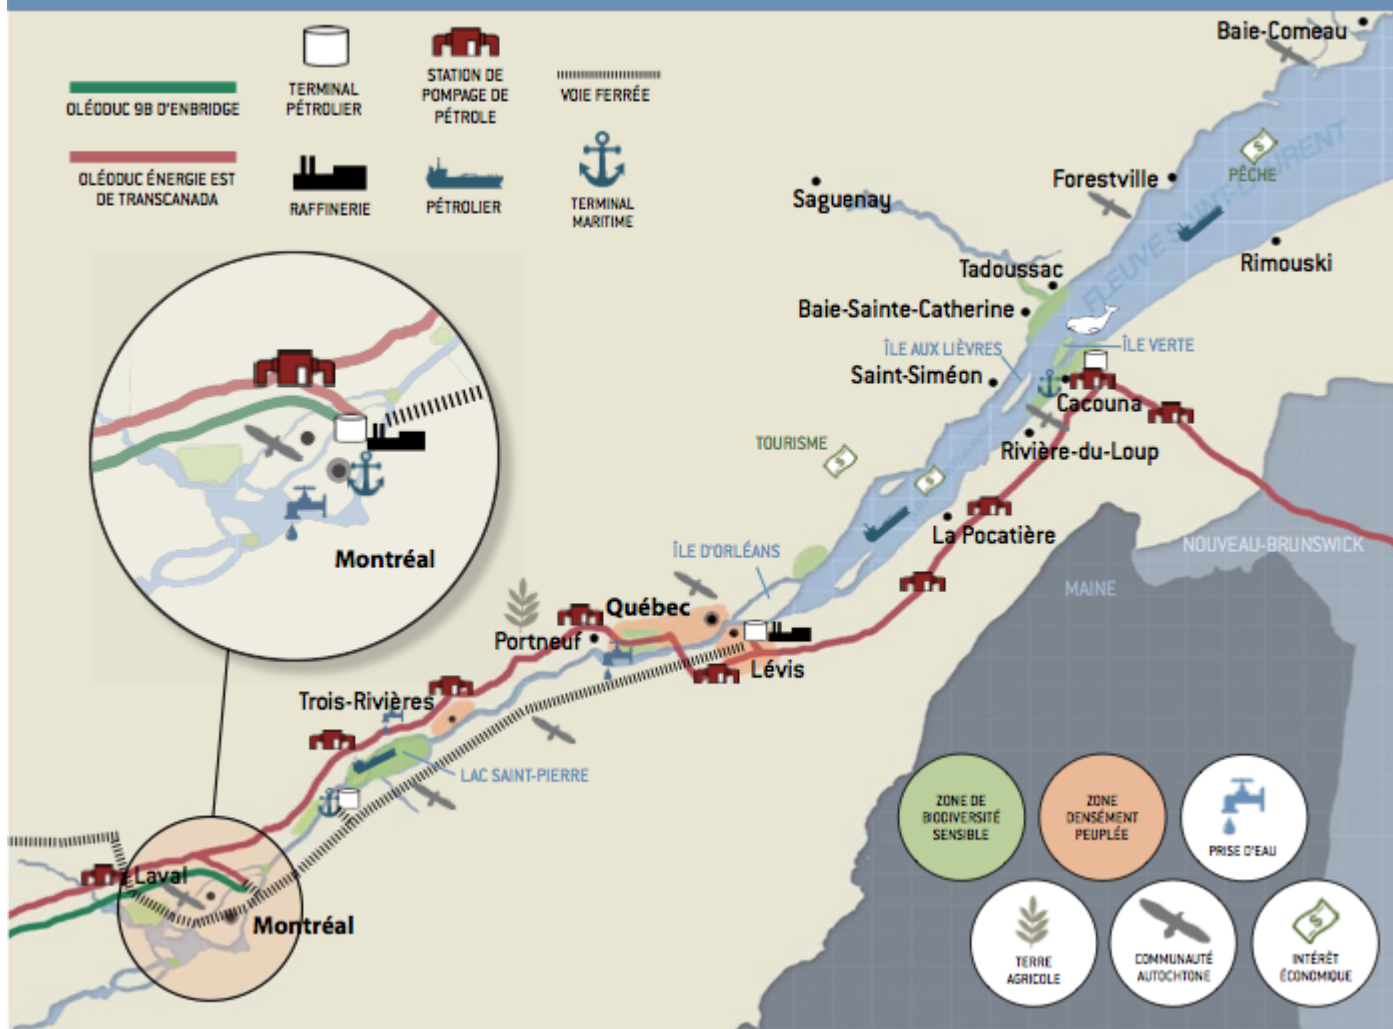 OLÉODUC 9B D'ENBRIDGE
TERMINAL
PÉTROLIER
STATION DE
POMPAGE DE
PÉTROLE
VOIE FERRÉE
OLÉODUC ÉNERGIE EST
DE TRANSCANADA
RAFFINERIE
PÉTROLIER
TERMINAL
MARITIME
Baie-Comeau
PÊCHE
Forestville
FLEUVE SAINT-LAURENT
Saguenay
Rimouski
Tadoussac
Baie-Sainte-Catherine
ÎLE AUX LIÈVRES
ÎLE VERTE
Saint-Siméon
Cacouna
TOURISME
Rivière-du-Loup
La Pocatière
NOUVEAU-BRUNSWICK
MAINE
Montréal
ÎLE D'ORLÉANS
Québec
Portneuf
Lévis
Trois-Rivières
LAC SAINT-PIERRE
Laval
Montréal
ZONE DE
BIODIVERSITÉ
SENSIBLE
ZONE
DENSÉMENT
PEUPLÉE
PRISE D'EAU
TERRE
AGRICOLE
COMMUNAUTÉ
AUTOCHTONE
INTÉRÊT
ÉCONOMIQUE